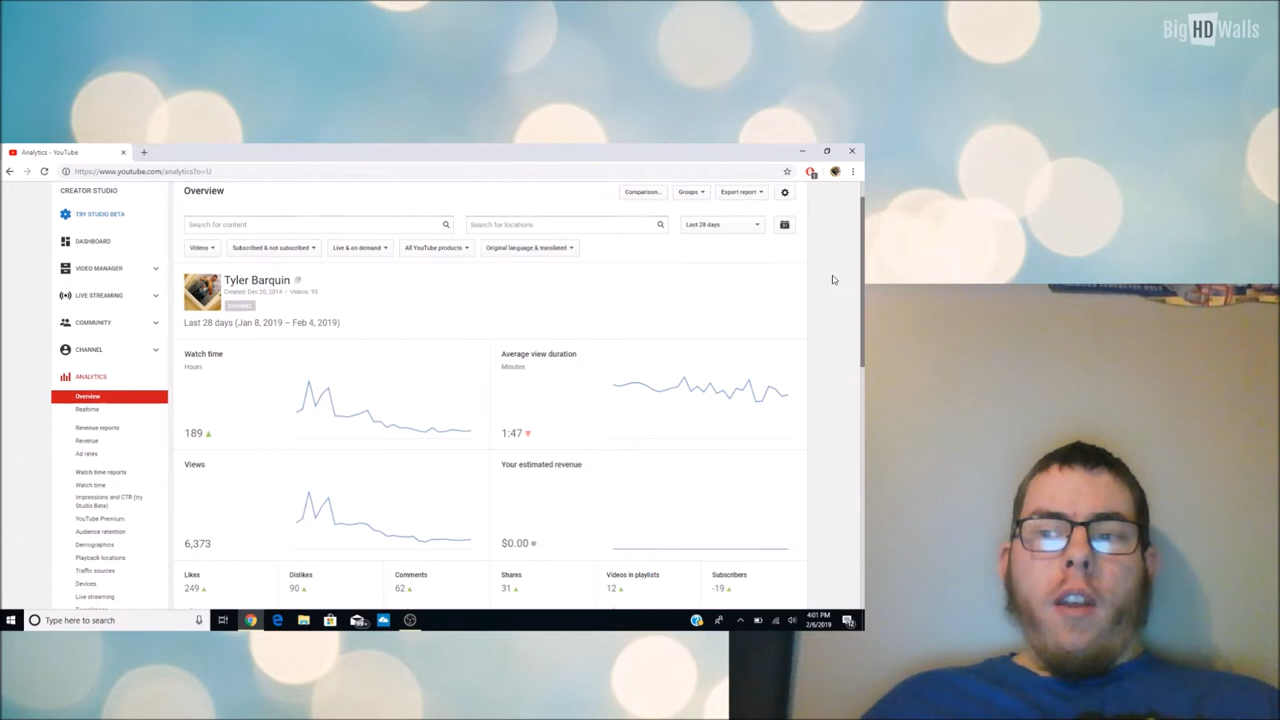 Big HD Walls
Analytics - YouTube
https://www.youtube.com/analytics?o=U
CREATOR STUDIO
Overview
Comparison...
Groups
Export report
TRY STUDIO BETA
Search for content
Search for locations
Last 28 days
DASHBOARD
Videos
Subscribed & not subscribed
Live & on demand
All YouTube products
Original language & translated
VIDEO MANAGER
Tyler Barquin
Created: Dec 20, 2014 • Videos: 93
CHANNEL
LIVE STREAMING
Last 28 days (Jan 8, 2019 – Feb 4, 2019)
COMMUNITY
CHANNEL
Watch time
Hours
Average view duration
Minutes
ANALYTICS
Overview
Realtime
Revenue reports
189
1:47
Revenue
Ad rates
Views
Your estimated revenue
Watch time reports
Watch time
Impressions and CTR (try
Studio Beta)
YouTube Premium
Audience retention
Demographics
6,373
$0.00
Playback locations
Traffic sources
Likes
Dislikes
Comments
Shares
Videos in playlists
Subscribers
Devices
249
90
62
31
12
-19
Live streaming
Type here to search
4:01 PM
2/6/2019